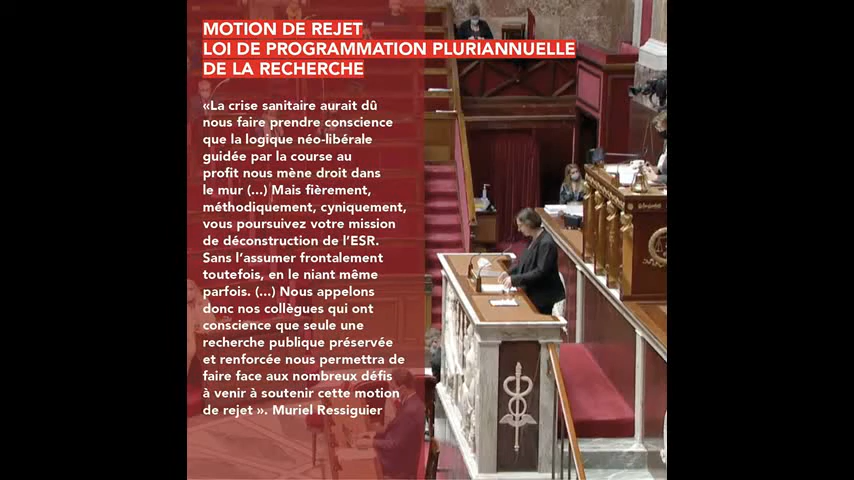 MOTION DE REJET
LOI DE PROGRAMMATION PLURIANNUELLE
DE LA RECHERCHE
«La crise sanitaire aurait dû
nous faire prendre conscience
que la logique néo-libérale
guidée par la course au
profit nous mène droit dans
le mur (...) Mais fièrement,
méthodiquement, cyniquement,
vous poursuivez votre mission
de déconstruction de l’ESR.
Sans l’assumer frontalement
toutefois, en le niant même
parfois. (...) Nous appelons
donc nos collègues qui ont
conscience que seule une
recherche publique préservée
et renforcée nous permettra de
faire face aux nombreux défis
à venir à soutenir cette motion
de rejet ». Muriel Ressiguier